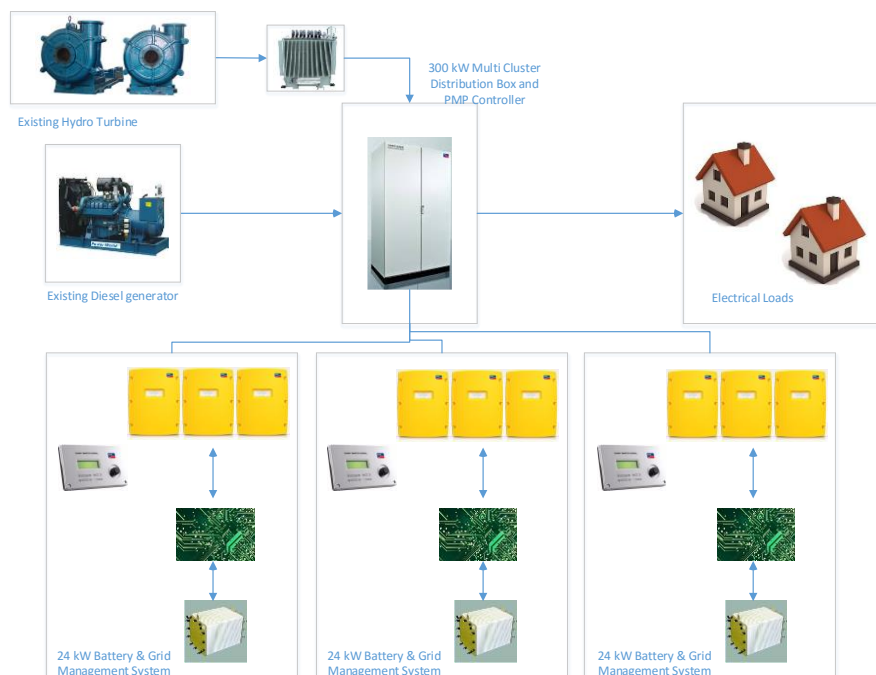 300 kW Multi Cluster
Distribution Box and
PMP Controller
Existing Hydro Turbine
Existing Diesel generator
Electrical Loads
24 kW Battery & Grid
Management System
24 kW Battery & Grid
Management System
24 kW Battery & Grid
Management System